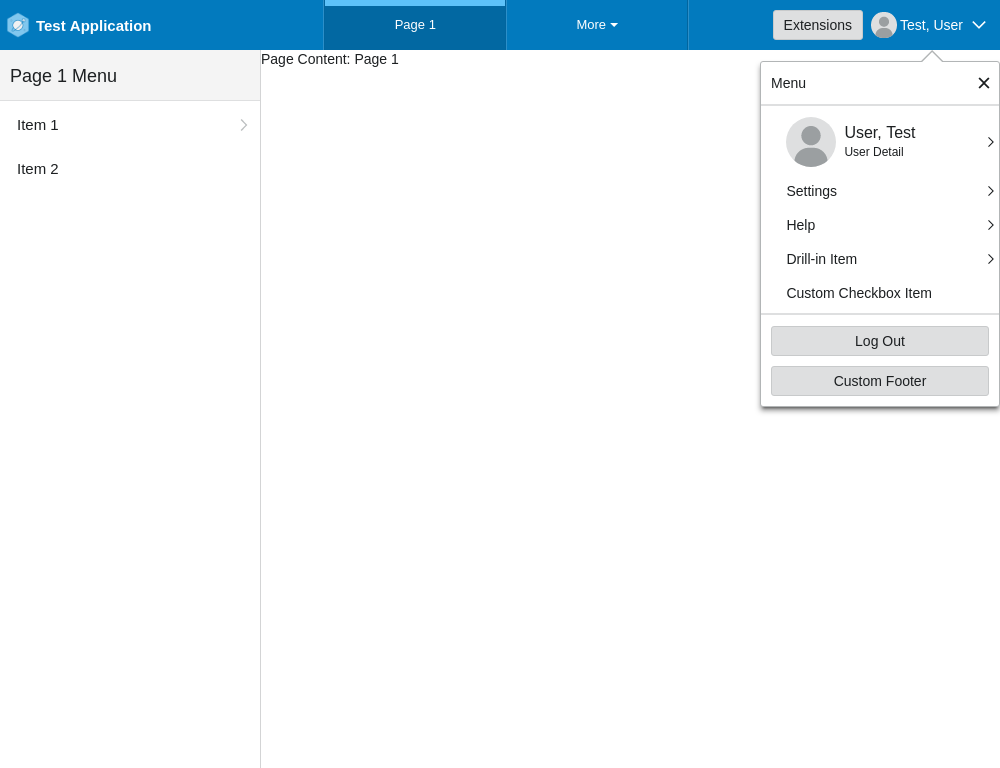 Test Application
Page 1
More
Extensions
Test, User
Page 1 Menu
Item 1
Item 2
Page Content: Page 1
Menu
User, Test
User Detail
Settings
Help
Drill-in Item
Custom Checkbox Item
Log Out
Custom Footer